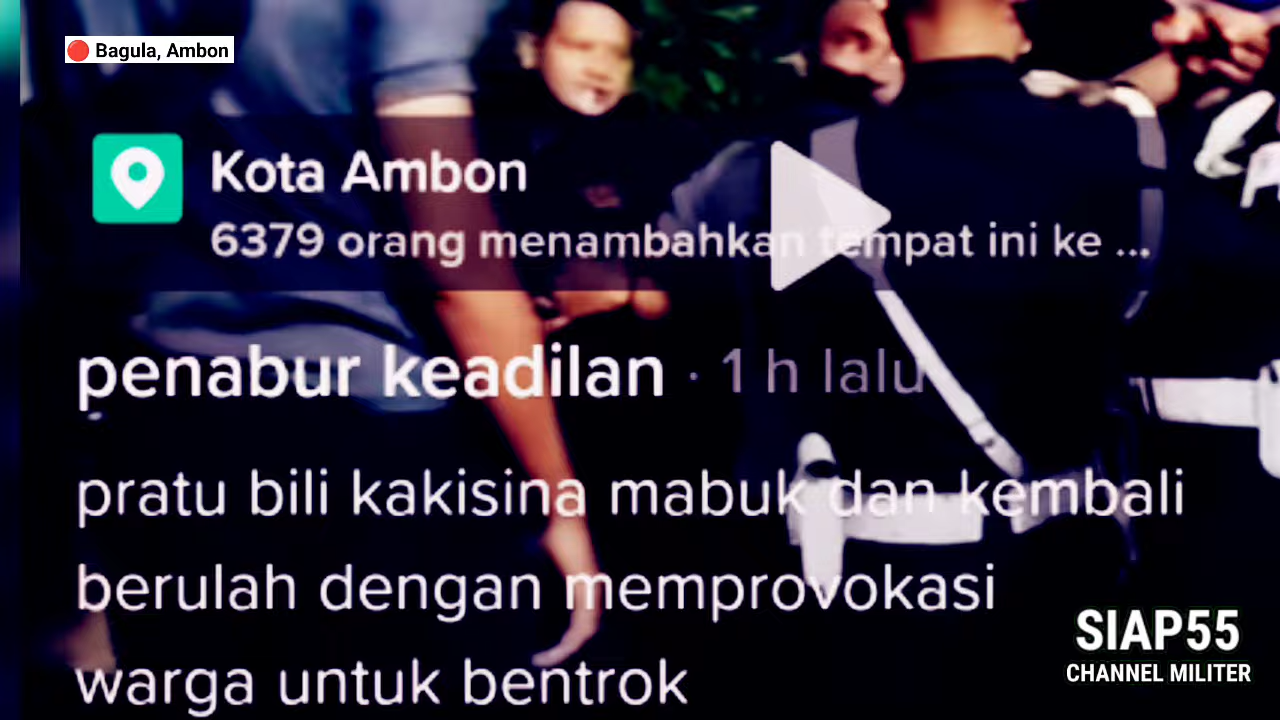 Bagula, Ambon
Kota Ambon
6379 orang menambahkan tempat ini ke ...
penabur keadilan · 1 h lalu
pratu bili kakisina mabuk dan kembali
berulah dengan memprovokasi
warga untuk bentrok
SIAP55
CHANNEL MILITER